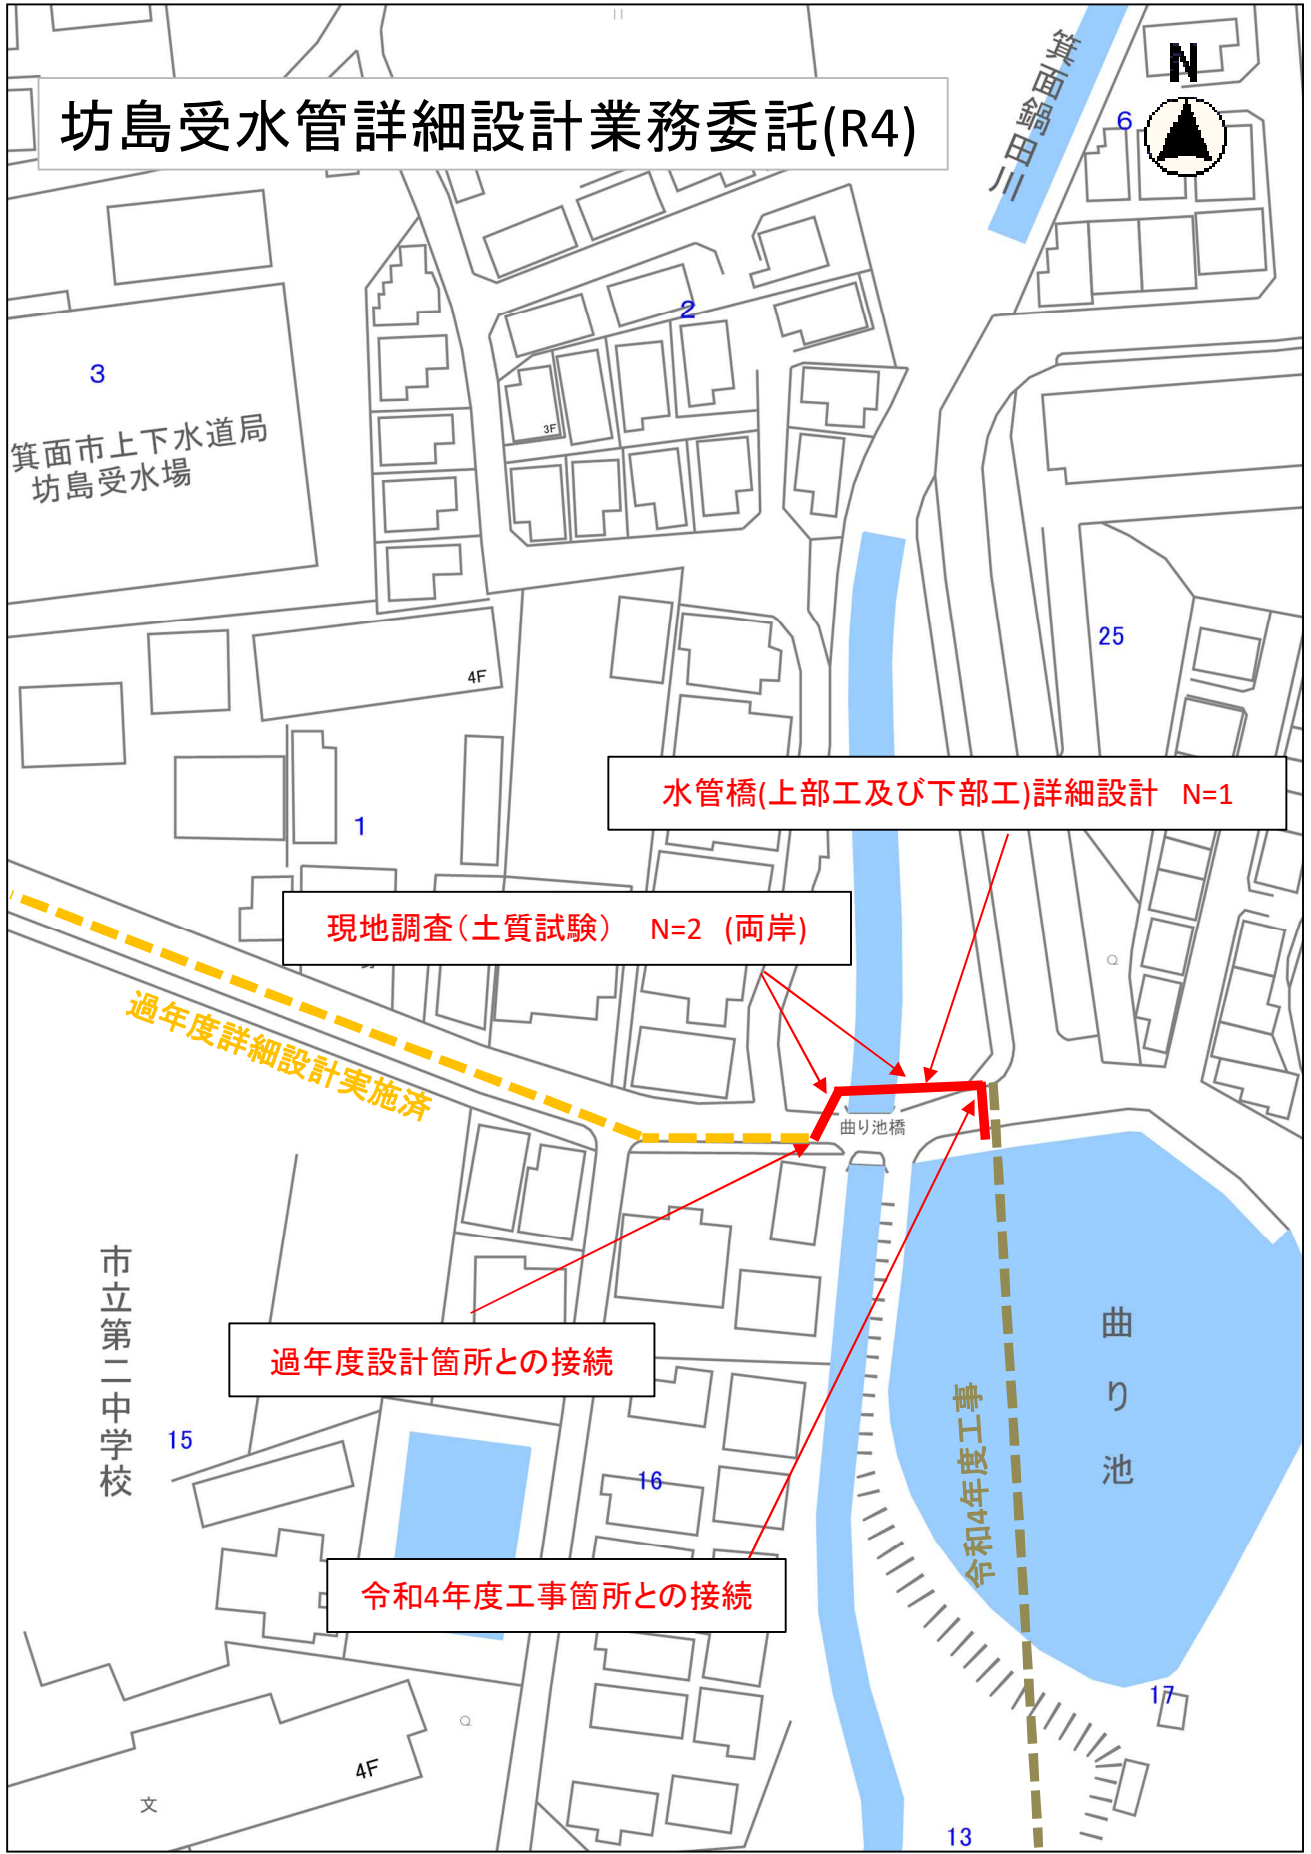 坊島受水管詳細設計業務委託(R4)
箕面鍋田川
N
6
2
3
3F
箕面市上下水道局
坊島受水場
25
4F
水管橋(上部工及び下部工)詳細設計　N=1
1
現地調査（土質試験）　N=2 (両岸)
過年度詳細設計実施済
曲り池橋
市立第二中学校
過年度設計箇所との接続
曲り池
令和4年度工事
15
16
令和4年度工事箇所との接続
17
4F
文
13